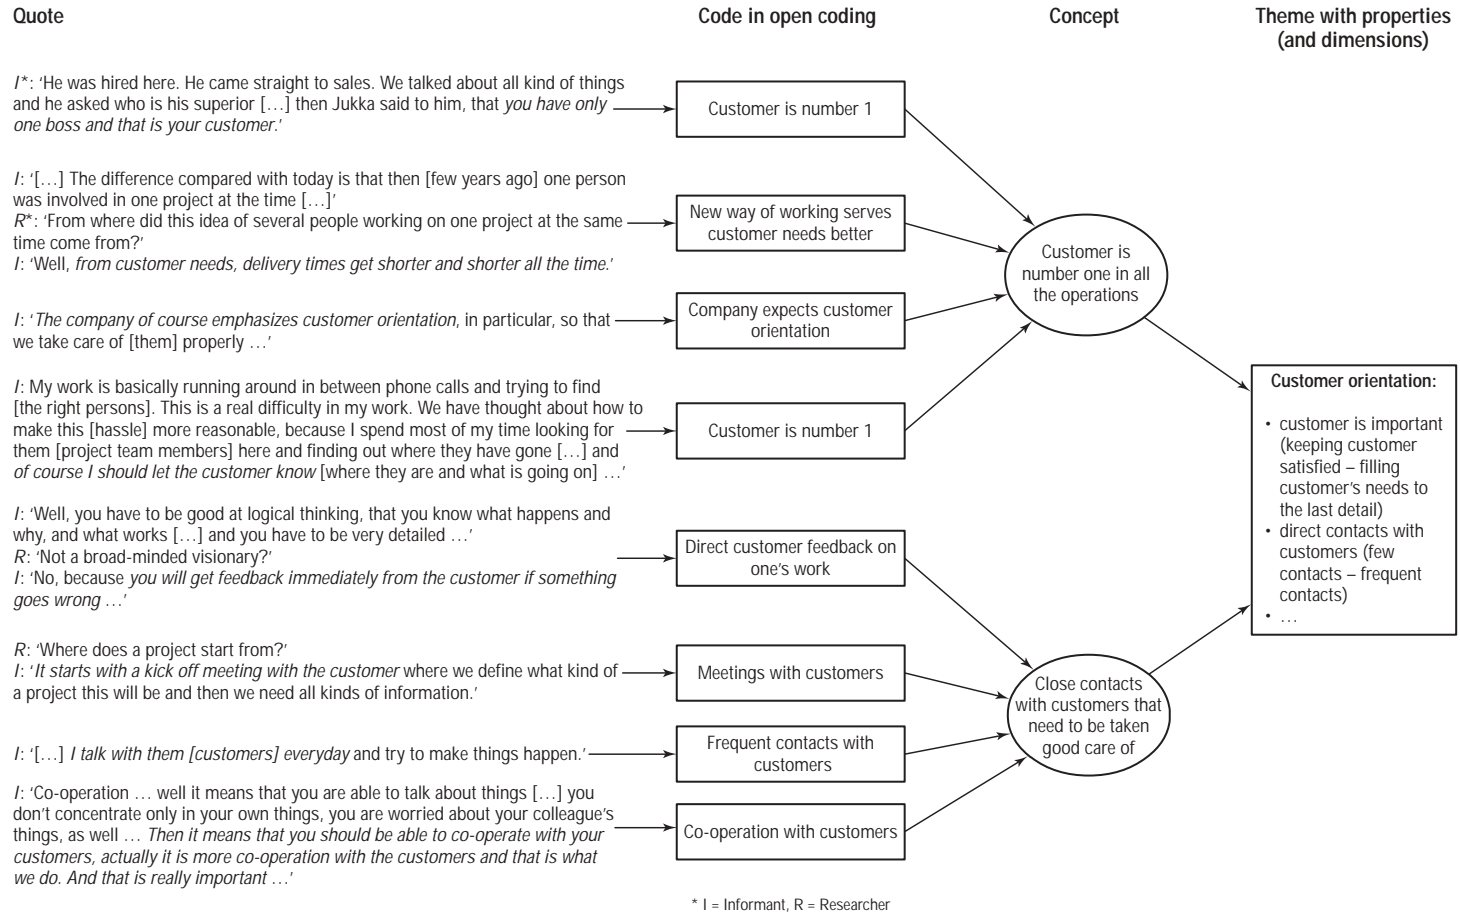 Quote
Code in open coding
Concept
Theme with properties
(and dimensions)
I*: ‘He was hired here. He came straight to sales. We talked about all kind of things
and he asked who is his superior […] then Jukka said to him, that you have only
one boss and that is your customer.’
Customer is number 1
I: ‘[…] The difference compared with today is that then [few years ago] one person
was involved in one project at the time […]’
R*: ‘From where did this idea of several people working on one project at the same
time come from?’
I: ‘Well, from customer needs, delivery times get shorter and shorter all the time.’
New way of working serves
customer needs better
I: ‘The company of course emphasizes customer orientation, in particular, so that
we take care of [them] properly …’
Company expects customer
orientation
I: My work is basically running around in between phone calls and trying to find
[the right persons]. This is a real difficulty in my work. We have thought about how to
make this [hassle] more reasonable, because I spend most of my time looking for
them [project team members] here and finding out where they have gone […] and
of course I should let the customer know [where they are and what is going on] …’
Customer is number 1
Customer is
number one in all
the operations
I: ‘Well, you have to be good at logical thinking, that you know what happens and
why, and what works […] and you have to be very detailed …’
R: ‘Not a broad-minded visionary?’
I: ‘No, because you will get feedback immediately from the customer if something
goes wrong …’
Direct customer feedback on
one’s work
R: ‘Where does a project start from?’
I: ‘It starts with a kick off meeting with the customer where we define what kind of
a project this will be and then we need all kinds of information.’
Meetings with customers
I: ‘[…] I talk with them [customers] everyday and try to make things happen.’
Frequent contacts with
customers
I: ‘Co-operation … well it means that you are able to talk about things […] you
don’t concentrate only in your own things, you are worried about your colleague’s
things, as well … Then it means that you should be able to co-operate with your
customers, actually it is more co-operation with the customers and that is what
we do. And that is really important …’
Co-operation with customers
Close contacts
with customers that
need to be taken
good care of
Customer orientation:
• customer is important
(keeping customer
satisfied – filling
customer’s needs to
the last detail)
• direct contacts with
customers (few
contacts – frequent
contacts)
• …
* I = Informant, R = Researcher